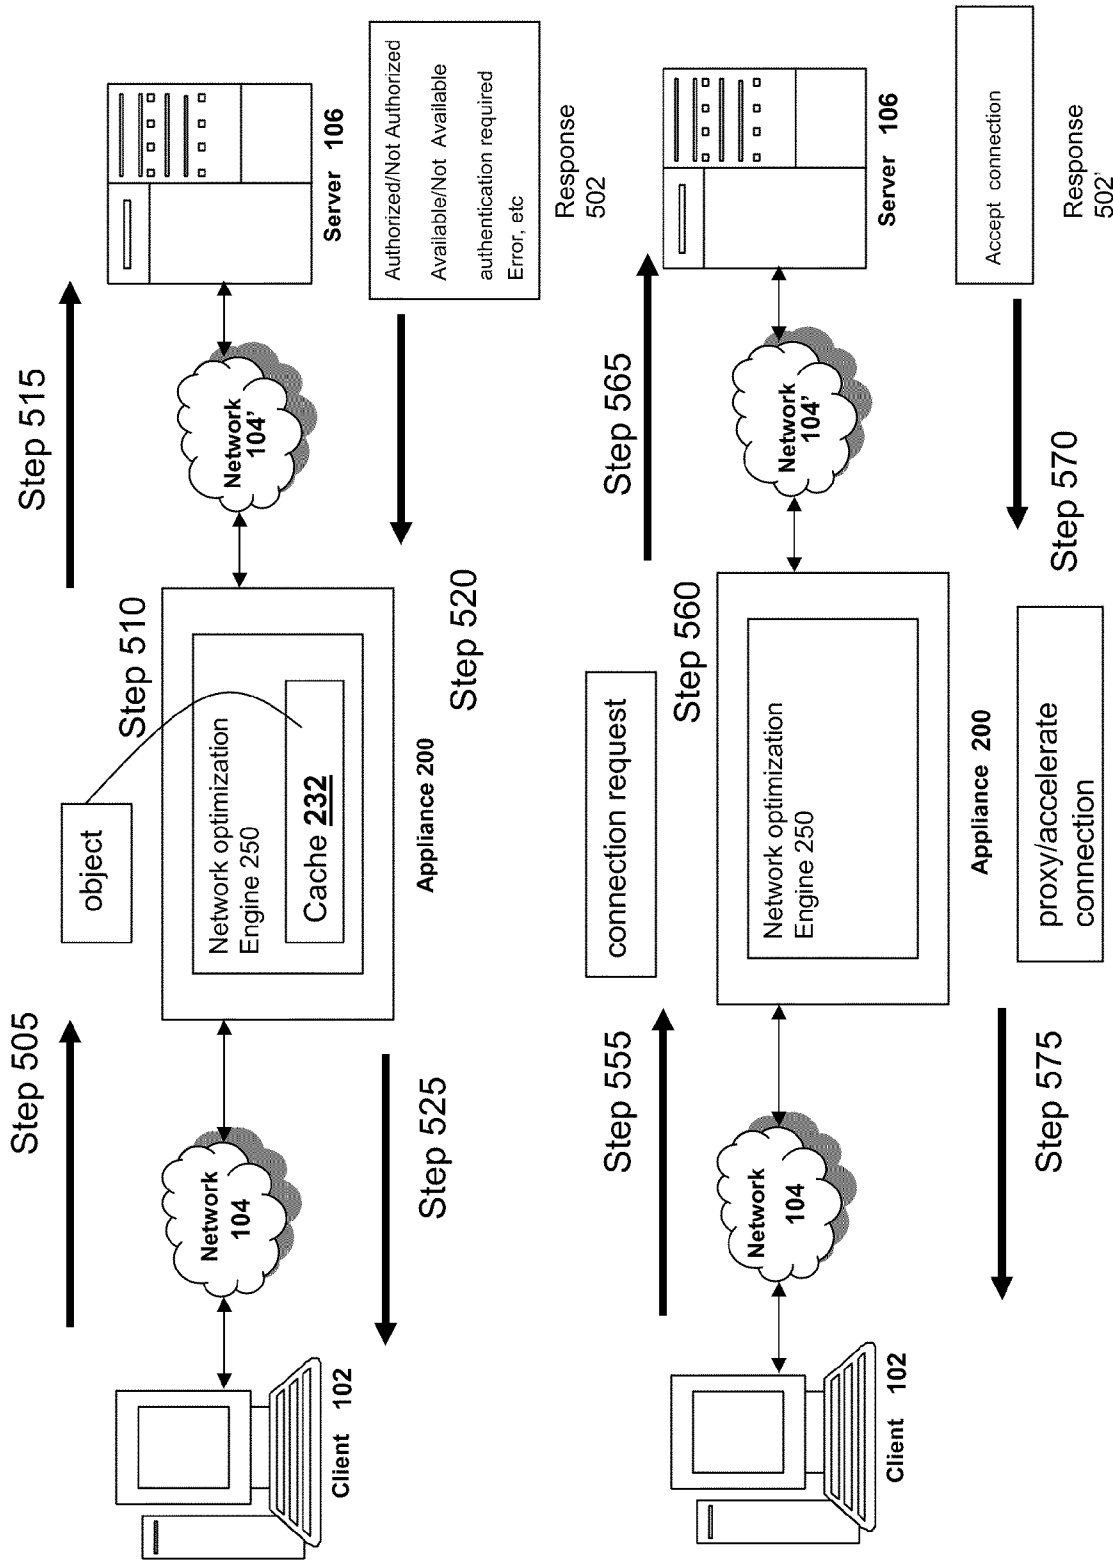 Step 505
object
Step 510
Step 515
Network
104
Network optimization
Engine 250
Cache 232
Network
104’
Client 102
Step 525
Appliance 200
Step 520
Server 106
Authorized/Not Authorized
Available/Not Available
authentication required
Error, etc
Response
502
Step 555
connection request
Step 560
Step 565
Network
104
Network optimization
Engine 250
Network
104’
Client 102
Step 575
Appliance 200
proxy/accelerate
connection
Step 570
Server 106
Accept connection
Response
502’